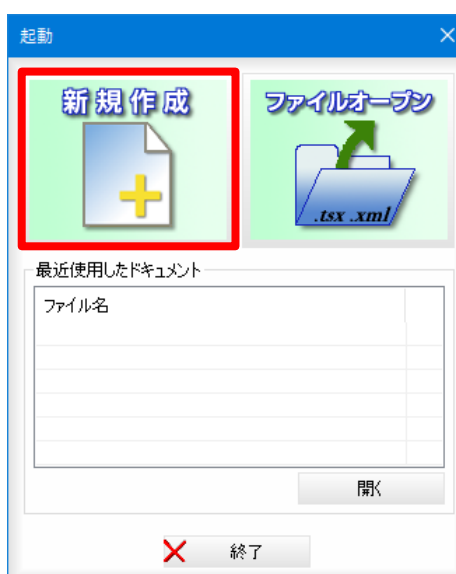 起動
新規作成
ファイルオープン
.tsx .xml
最近使用したドキュメント
ファイル名
開く
終了